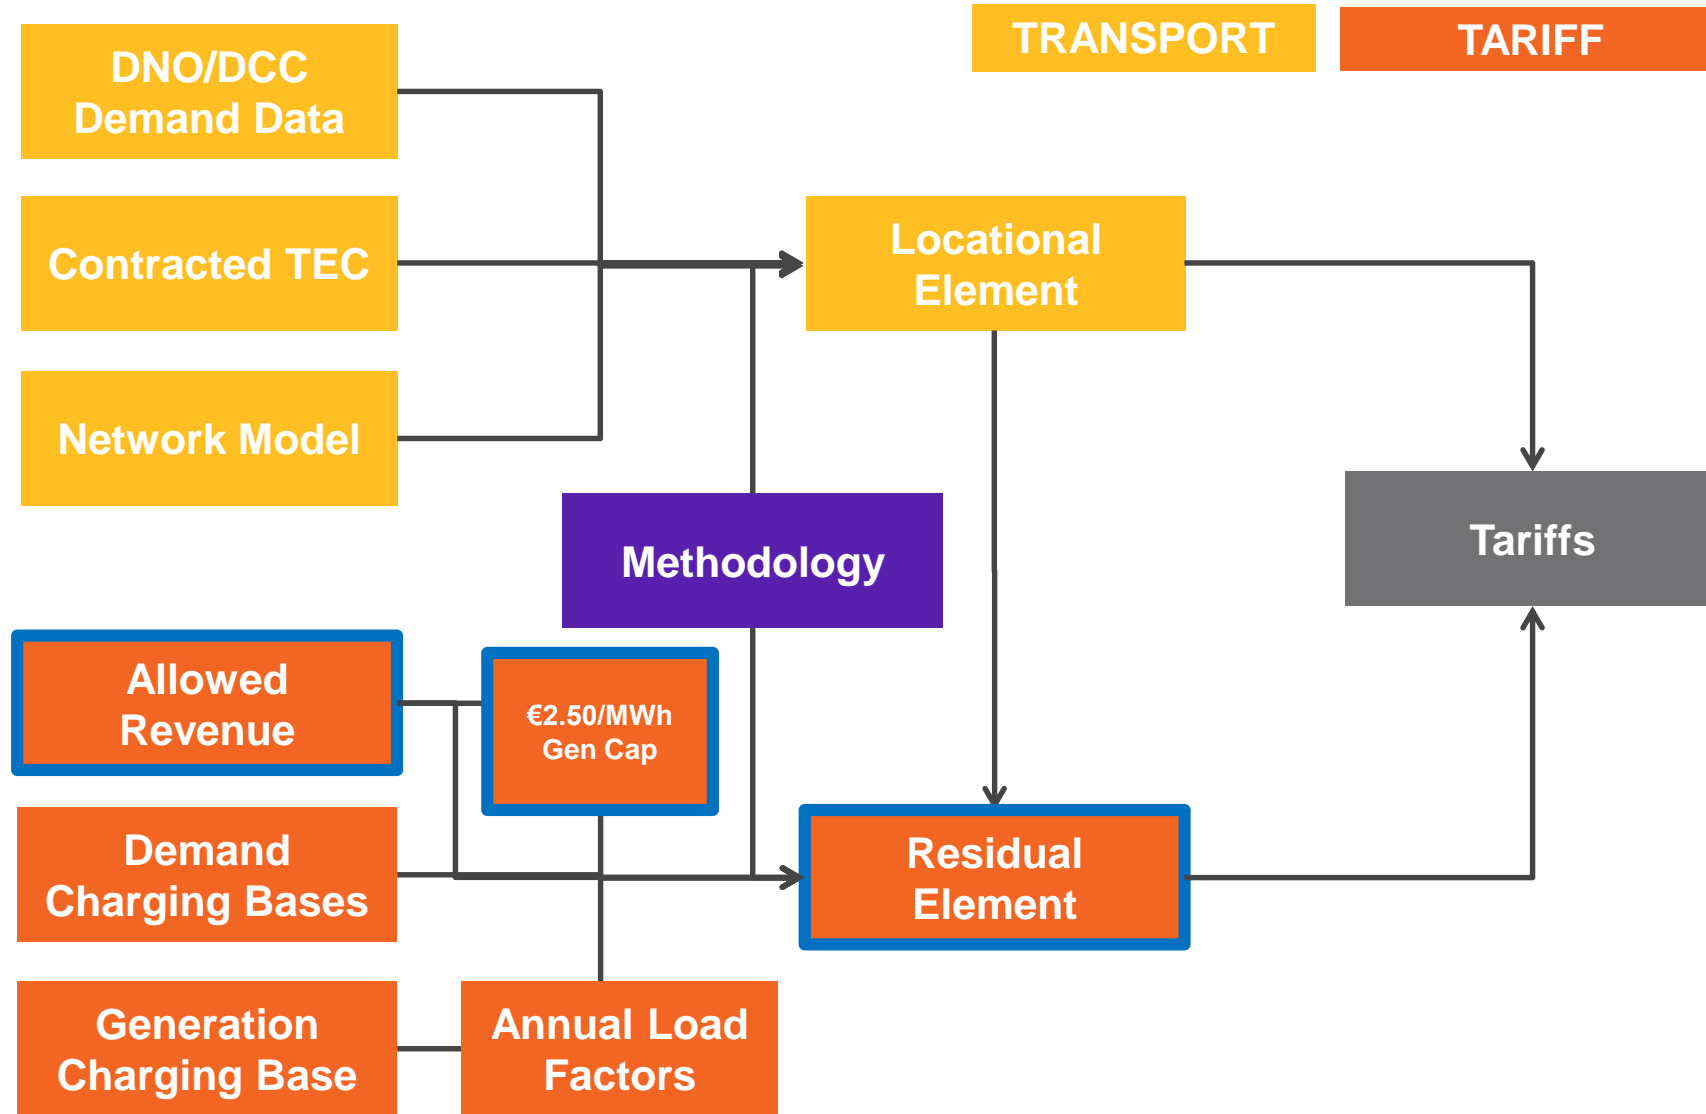 TRANSPORT
TARIFF
DNO/DCC
Demand Data
Contracted TEC
Locational
Element
Network Model
Methodology
Tariffs
Allowed
Revenue
€2.50/MWh
Gen Cap
Demand
Charging Bases
Residual
Element
Generation
Charging Base
Annual Load
Factors